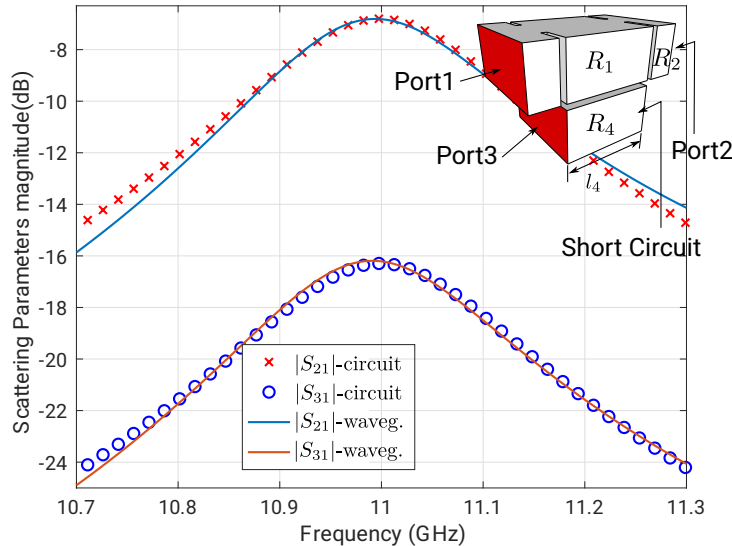 Scattering Parameters magnitude(dB)
-8
-10
-12
-14
-16
-18
-20
-22
-24
10.7
10.8
10.9
11
11.1
11.2
11.3
Frequency (GHz)
|S21|-circuit
|S31|-circuit
|S21|-waveg.
|S31|-waveg.
Port1
R1
R2
R4
Port3
Port2
l4
Short Circuit